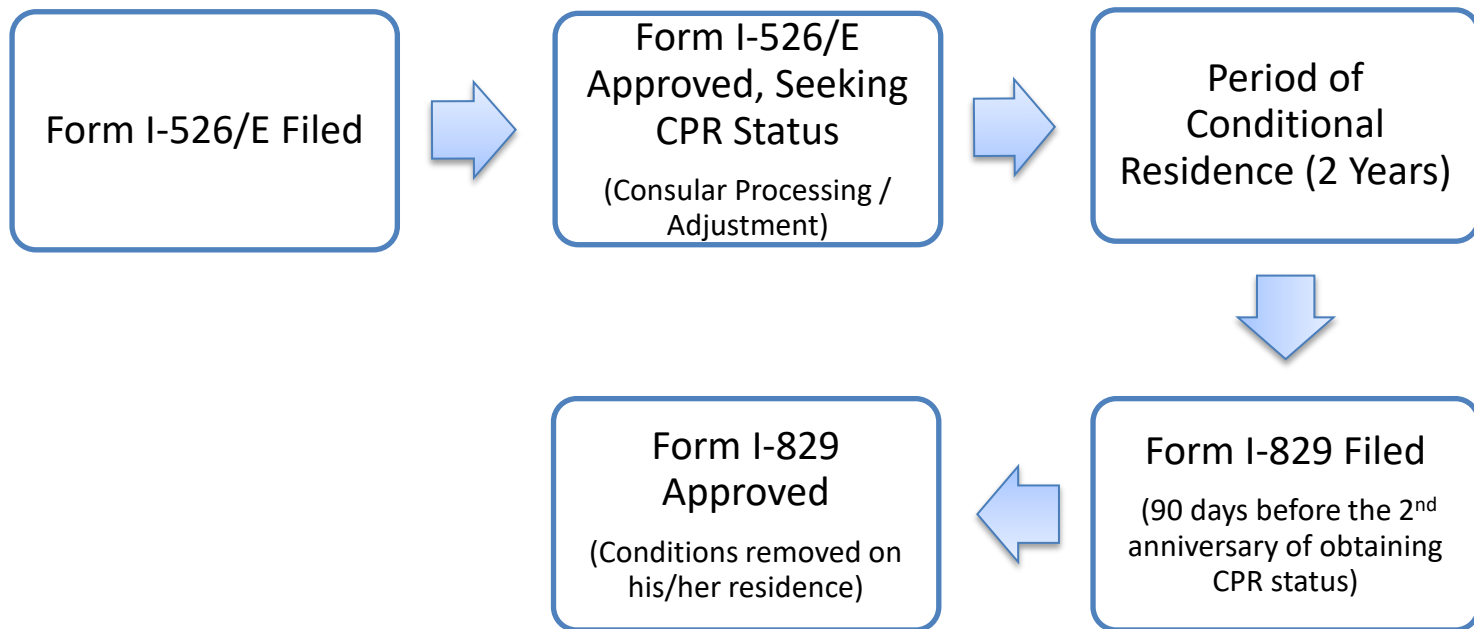 Form I-526/E Filed
Form I-526/E
Approved, Seeking
CPR Status
(Consular Processing /
Adjustment)
Period of
Conditional
Residence (2 Years)
Form I-829 Filed
(90 days before the 2nd
anniversary of obtaining
CPR status)
Form I-829
Approved
(Conditions removed on
his/her residence)